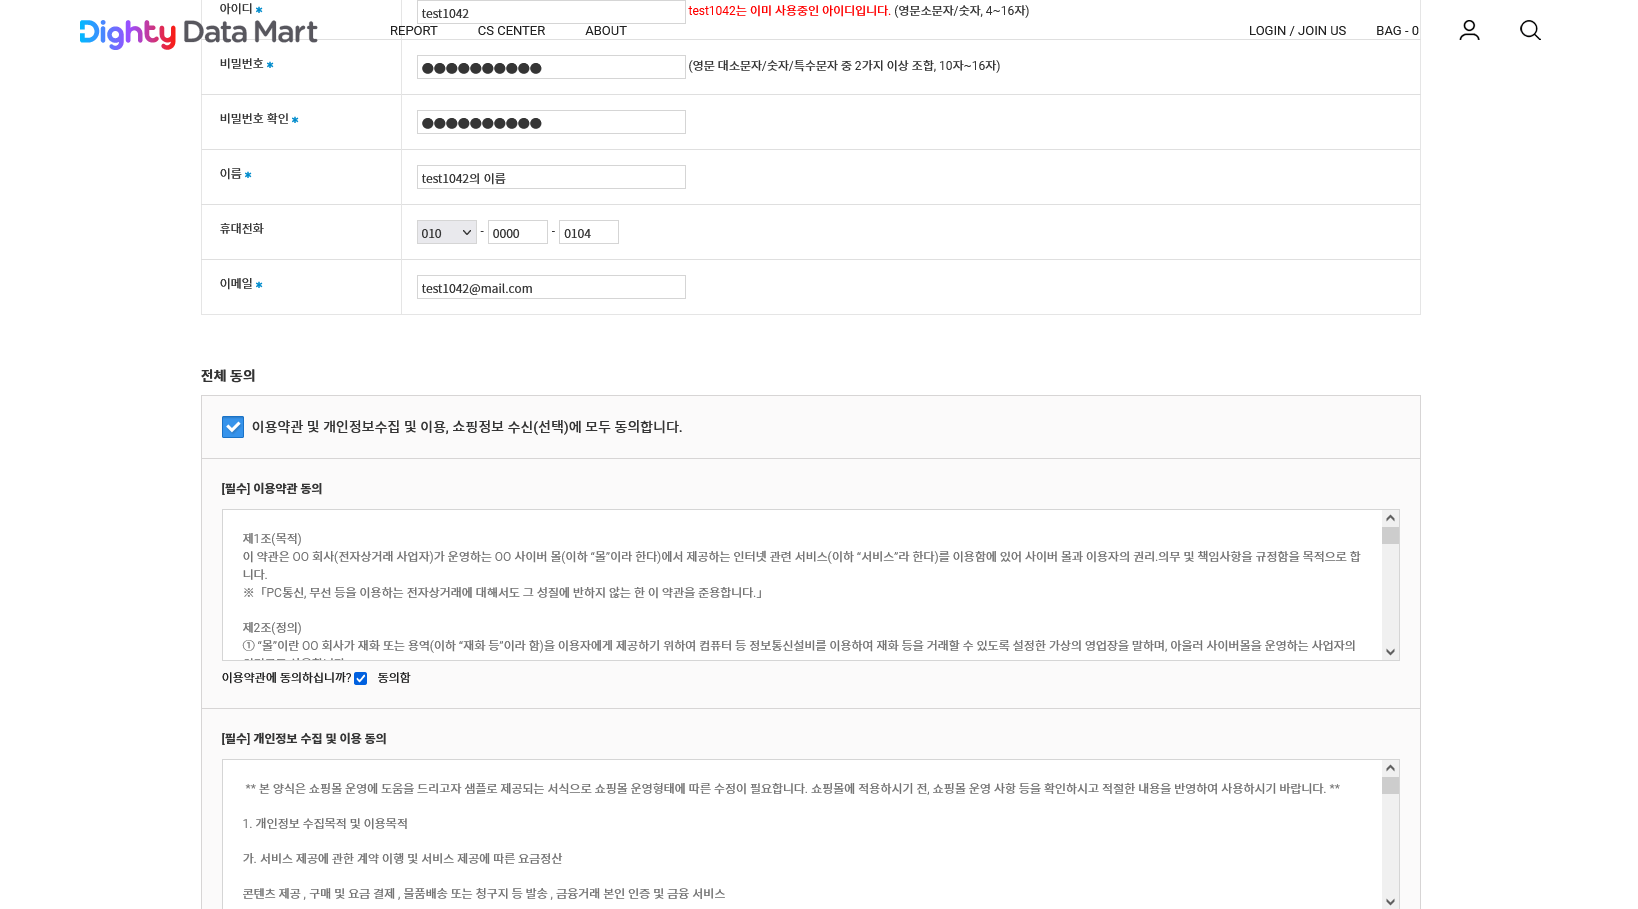 아이디 *
test1042
test1042는 이미 사용중인 아이디입니다. (영문소문자/숫자, 4~16자)
Dighty Data Mart
REPORT
CS CENTER
ABOUT
LOGIN / JOIN US
BAG - 0
비밀번호 *
●●●●●●●●●●
(영문 대소문자/숫자/특수문자 중 2가지 이상 조합, 10자~16자)
비밀번호 확인 *
●●●●●●●●●●
이름 *
test1042의 이름
휴대전화
010 - 0000 - 0104
이메일 *
test1042@mail.com
전체 동의
이용약관 및 개인정보수집 및 이용, 쇼핑정보 수신(선택)에 모두 동의합니다.
[필수] 이용약관 동의
제1조(목적)
이 약관은 OO 회사(전자상거래 사업자)가 운영하는 OO 사이버 몰(이하 “몰”이라 한다)에서 제공하는 인터넷 관련 서비스(이하 “서비스”라 한다)를 이용함에 있어 사이버 몰과 이용자의 권리.의무 및 책임사항을 규정함을 목적으로 합
니다.
※「PC통신, 무선 등을 이용하는 전자상거래에 대해서도 그 성질에 반하지 않는 한 이 약관을 준용합니다.」
제2조(정의)
① “몰”이란 OO 회사가 재화 또는 용역(이하 “재화 등”이라 함)을 이용자에게 제공하기 위하여 컴퓨터 등 정보통신설비를 이용하여 재화 등을 거래할 수 있도록 설정한 가상의 영업장을 말하며, 아울러 사이버몰을 운영하는 사업자의
이용약관에 동의하십니까? 동의함
[필수] 개인정보 수집 및 이용 동의
** 본 양식은 쇼핑몰 운영에 도움을 드리고자 샘플로 제공되는 서식으로 쇼핑몰 운영형태에 따른 수정이 필요합니다. 쇼핑몰에 적용하시기 전, 쇼핑몰 운영 사항 등을 확인하시고 적절한 내용을 반영하여 사용하시기 바랍니다. **
1. 개인정보 수집목적 및 이용목적
가. 서비스 제공에 관한 계약 이행 및 서비스 제공에 따른 요금정산
콘텐츠 제공 , 구매 및 요금 결제 , 물품배송 또는 청구지 등 발송 , 금융거래 본인 인증 및 금융 서비스